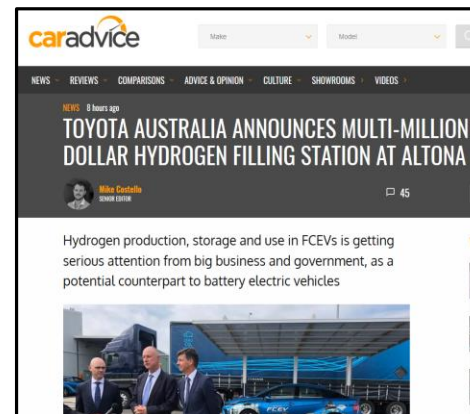 caradvice
Make
Model
NEWS REVIEWS COMPARISONS ADVICE & OPINION CULTURE SHOWROOMS VIDEOS
NEWS 8 hours ago
TOYOTA AUSTRALIA ANNOUNCES MULTI-MILLION
DOLLAR HYDROGEN FILLING STATION AT ALTONA
Mike Costello
SENIOR EDITOR
45
Hydrogen production, storage and use in FCEVs is getting
serious attention from big business and government, as a
potential counterpart to battery electric vehicles
FCEV